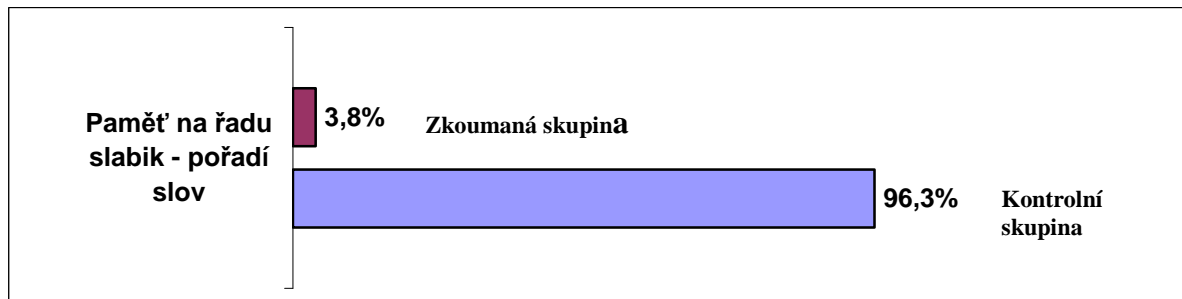 Paměť na řadu
slabik - pořadí
slov
3,8%
Zkoumaná skupina
96,3%
Kontrolní
skupina